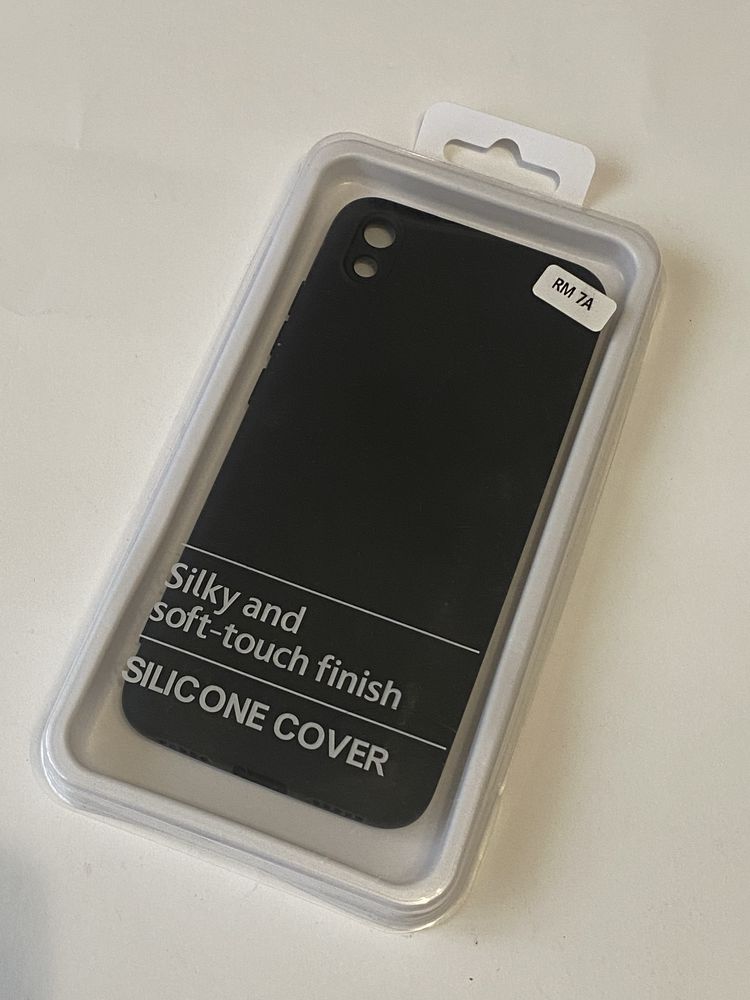 RM 7A
Silky and
soft-touch finish
SILICONE COVER